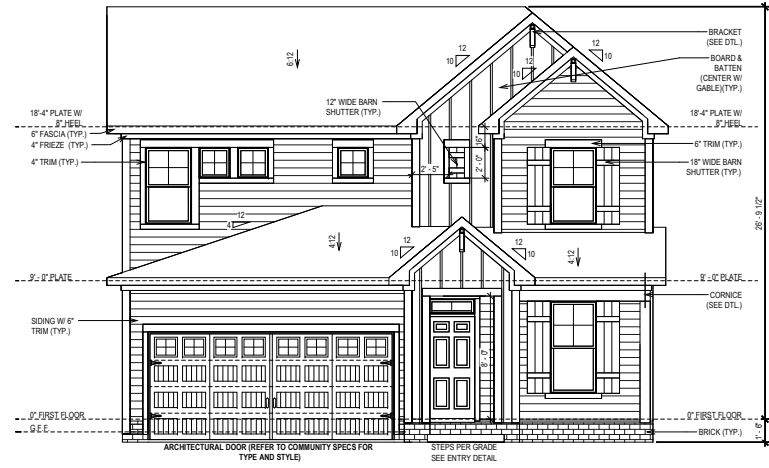 BRACKET
(SEE DTL.)
12
10
12
10
BOARD &
BATTEN
(CENTER W/
GABLE)(TYP.)
12
10
6:12
12" WIDE BARN
SHUTTER (TYP.)
18'-4" PLATE W/
8" HEEL
18'-4" PLATE W/
8" HEEL
6" FASCIA (TYP.)
4" FRIEZE (TYP.)
16"
6" TRIM (TYP.)
4" TRIM (TYP.)
2' - 5"
2' - 0"
18" WIDE BARN
SHUTTER (TYP.)
26' - 9 1/2"
12
4
4:12
12
10
12
10
4:12
9' - 0" PLATE
9' - 0" PLATE
CORNICE
(SEE DTL.)
SIDING W/ 6"
TRIM (TYP.)
8' - 0"
0" FIRST FLOOR
0" FIRST FLOOR
G.F.F.
BRICK (TYP.)
1' - 6"
ARCHITECTURAL DOOR (REFER TO COMMUNITY SPECS FOR
TYPE AND STYLE)
STEPS PER GRADE
SEE ENTRY DETAIL